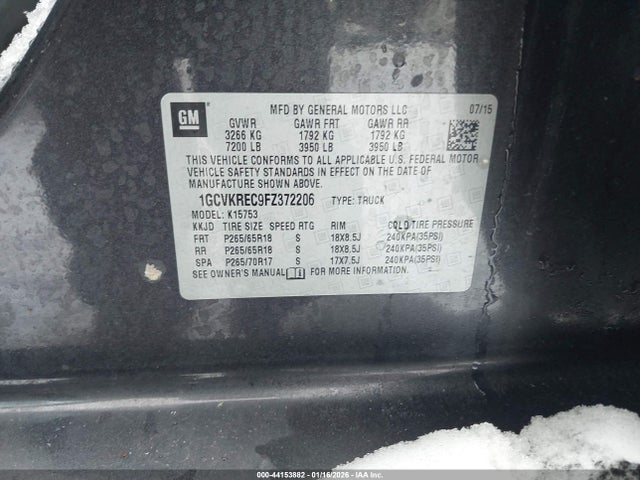 GM
MFD BY GENERAL MOTORS LLC 07/15
GVWR GAWR FRT GAWR RR
3266 KG 1792 KG 1792 KG
7200 LB 3950 LB 3950 LB
THIS VEHICLE CONFORMS TO ALL APPLICABLE U.S. FEDERAL MOTOR
VEHICLE SAFETY STANDARDS IN EFFECT ON THE DATE OF
MANUFACTURE SHOWN ABOVE.
1GCVKREC9FZ372206 TYPE: TRUCK
MODEL: K15753
KKJD TIRE SIZE SPEED RTG RIM COLD TIRE PRESSURE
FRT P265/65R18 S 18X8.5J 240KPA(35PSI)
RR P265/65R18 S 18X8.5J 240KPA(35PSI)
SPA P265/70R17 S 17X7.5J 240KPA(35PSI)
SEE OWNER'S MANUAL FOR MORE INFORMATION.
000-44153882 | 01/16/2026 | IAAI.COM